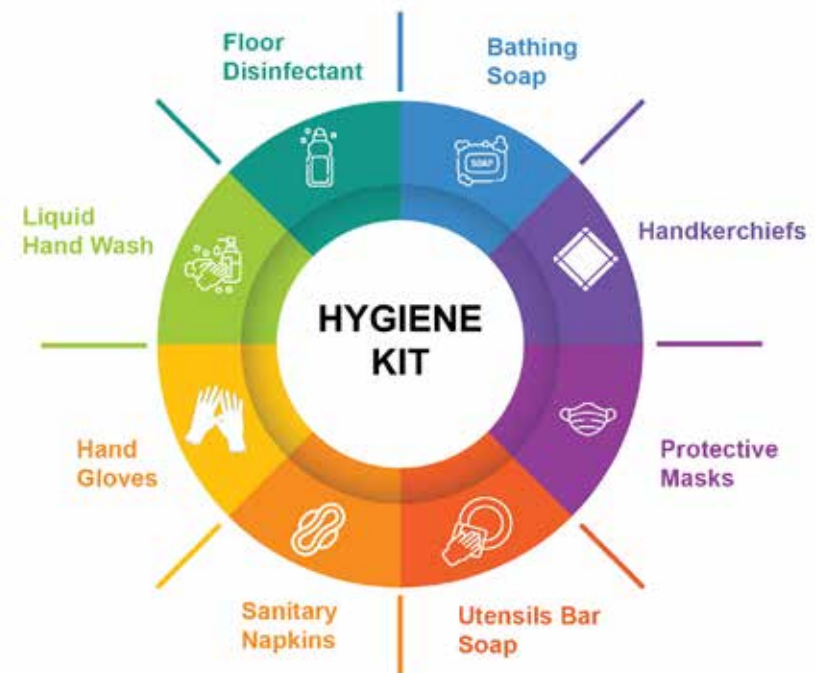 Floor
Disinfectant
Bathing
Soap
SOAP
Liquid
Hand Wash
Handkerchiefs
HYGIENE
KIT
Hand
Gloves
Protective
Masks
Sanitary
Napkins
Utensils Bar
Soap